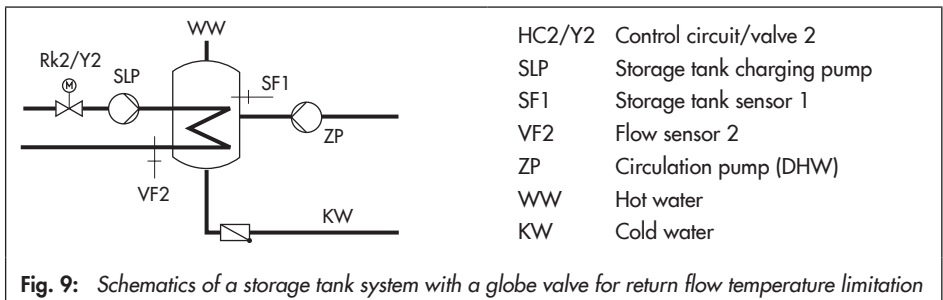 WW
Rk2/Y2
M
SLP
SF1
ZP
VF2
KW
HC2/Y2 Control circuit/valve 2
SLP Storage tank charging pump
SF1 Storage tank sensor 1
VF2 Flow sensor 2
ZP Circulation pump (DHW)
WW Hot water
KW Cold water
Fig. 9: Schematics of a storage tank system with a globe valve for return flow temperature limitation